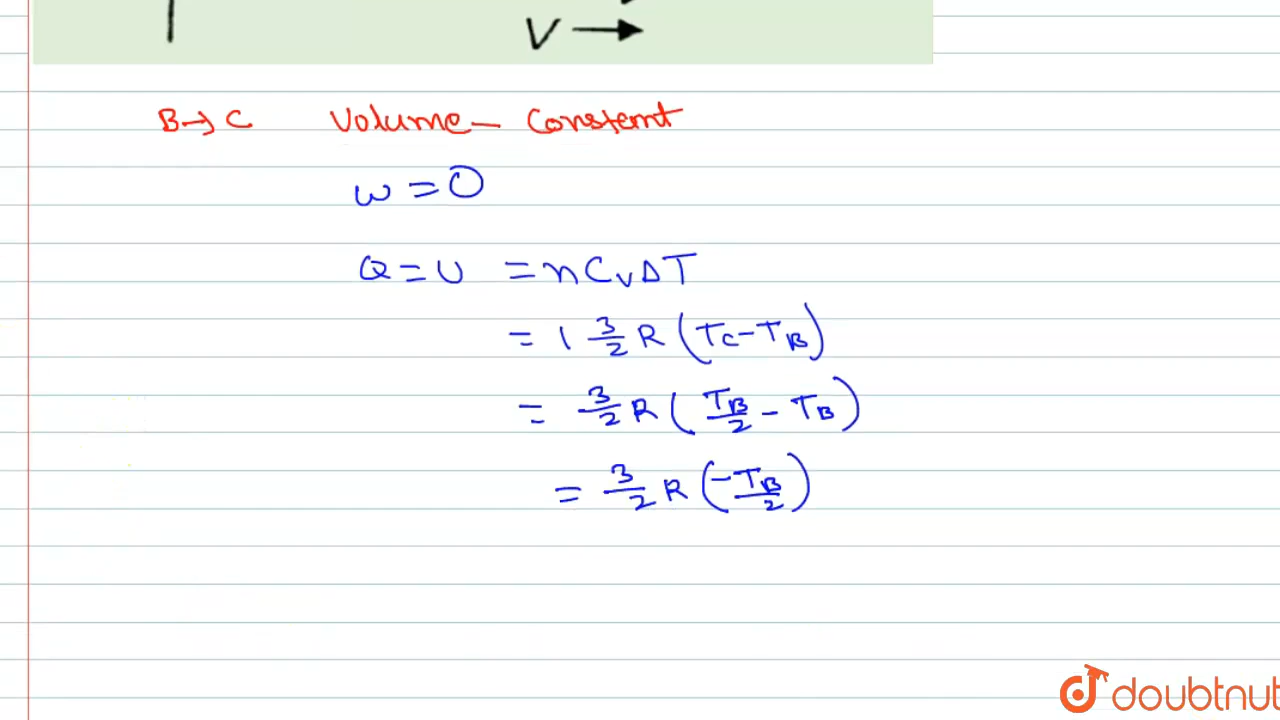 V →
B→C Volume – Constant
W = 0
Q = U = nCvΔT
= 1 3/2 R (TC - TB)
= 3/2 R (TB/2 - TB)
= 3/2 R (-TB/2)
doubtnut